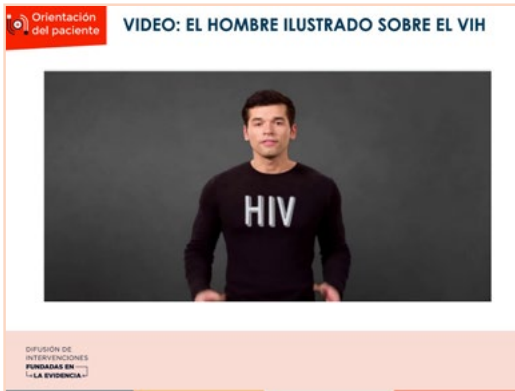 Orientación
del paciente
VIDEO: EL HOMBRE ILUSTRADO SOBRE EL VIH
HIV
DIFUSIÓN DE
INTERVENCIONES
FUNDADAS EN
LA EVIDENCIA